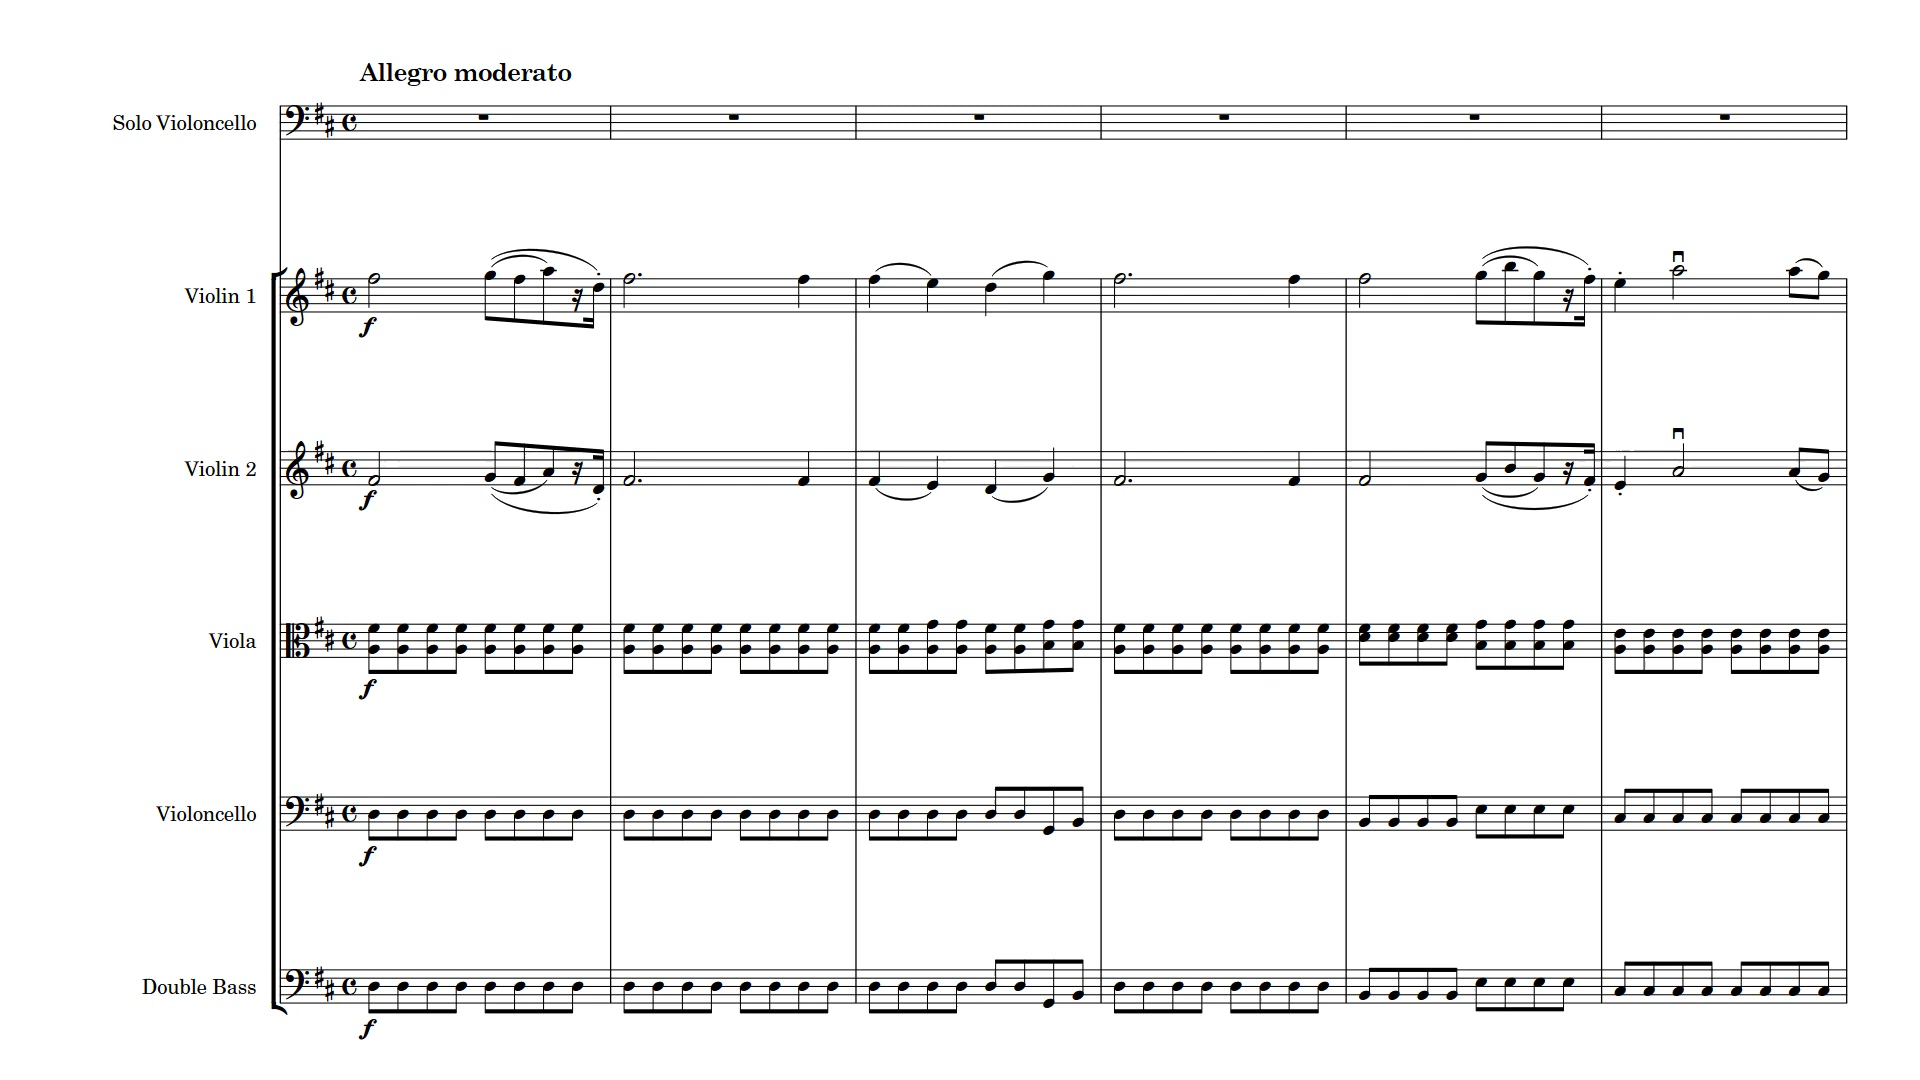 Allegro moderato
Solo Violoncello
Violin 1
f
Violin 2
f
Viola
f
Violoncello
f
Double Bass
f